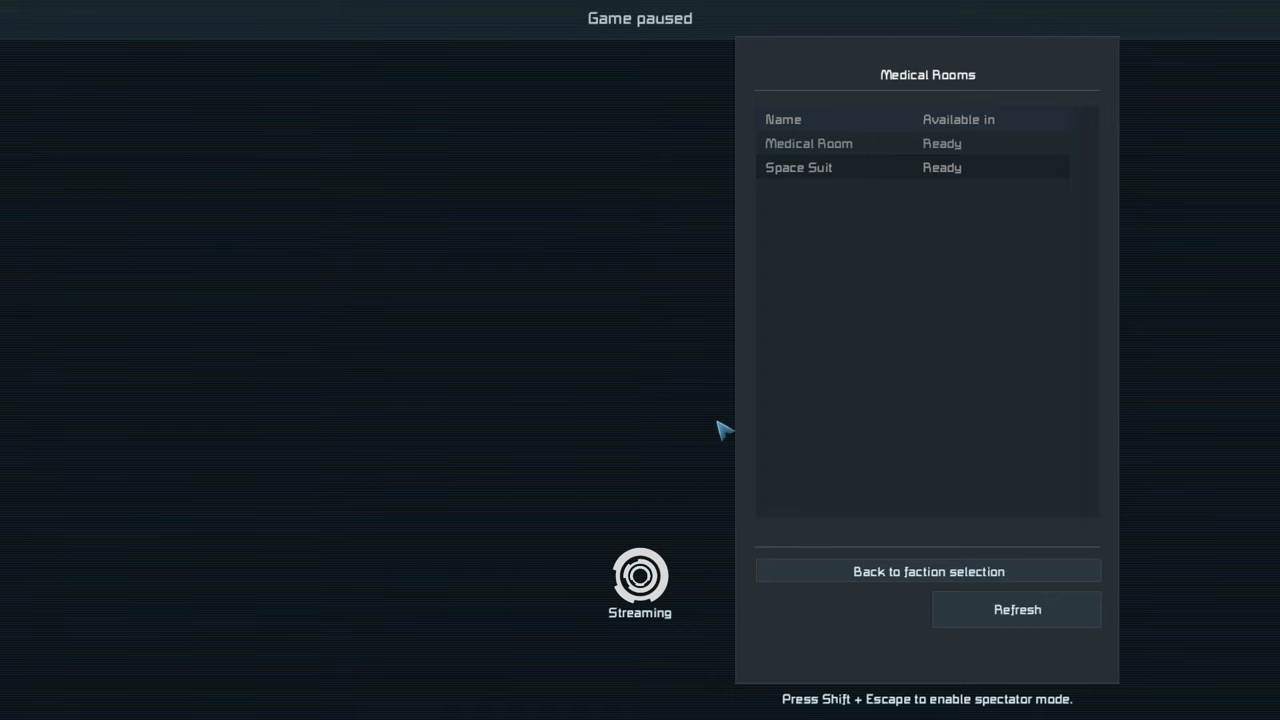 Game paused
Medical Rooms
Name Available in
Medical Room Ready
Space Suit Ready
Streaming
Back to faction selection
Refresh
Press Shift + Escape to enable spectator mode.